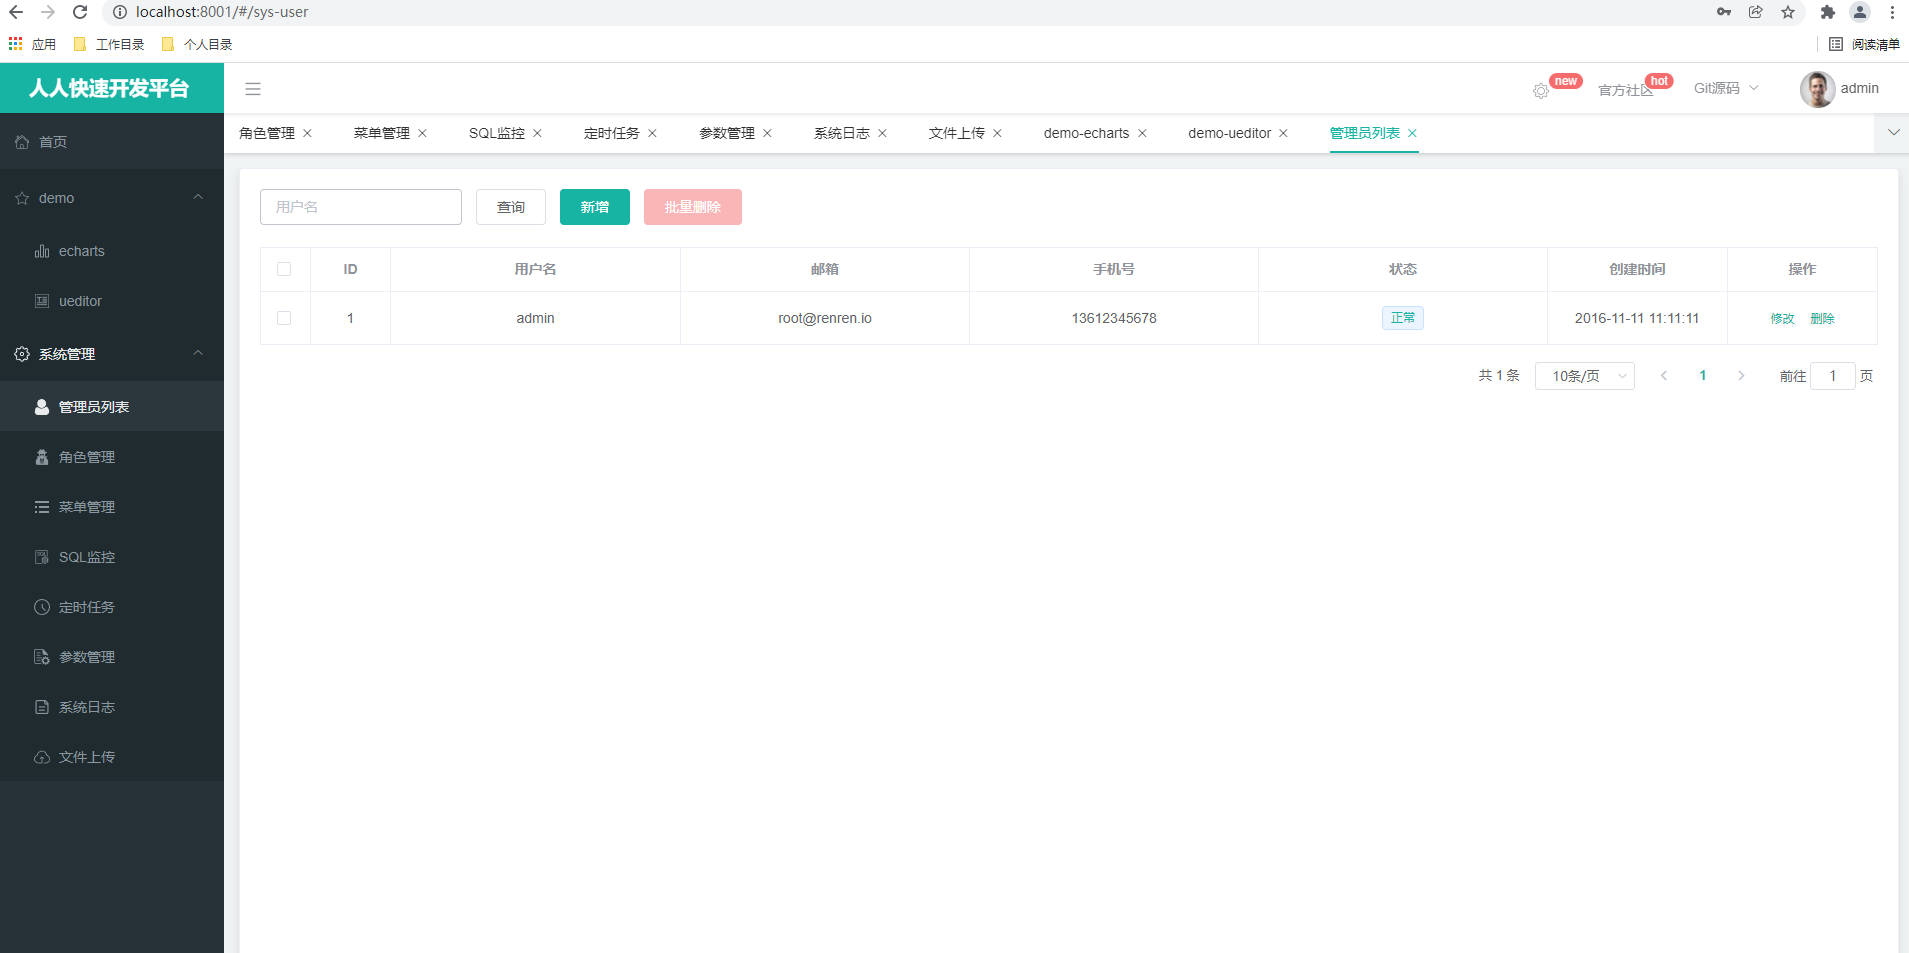 localhost:8001/#/sys-user
应用 工作目录 个人目录 阅读清单
人人快速开发平台 new 官方社区 hot Git源码 admin
角色管理 菜单管理 SQL监控 定时任务 参数管理 系统日志 文件上传 demo-echarts demo-ueditor 管理员列表
首页
demo
echarts
ueditor
系统管理
管理员列表
角色管理
菜单管理
SQL监控
定时任务
参数管理
系统日志
文件上传
用户名 查询 新增 批量删除
ID 用户名 邮箱 手机号 状态 创建时间 操作
1 admin root@renren.io 13612345678 正常 2016-11-11 11:11:11 修改 删除
共 1 条 10条/页 1 前往 1 页